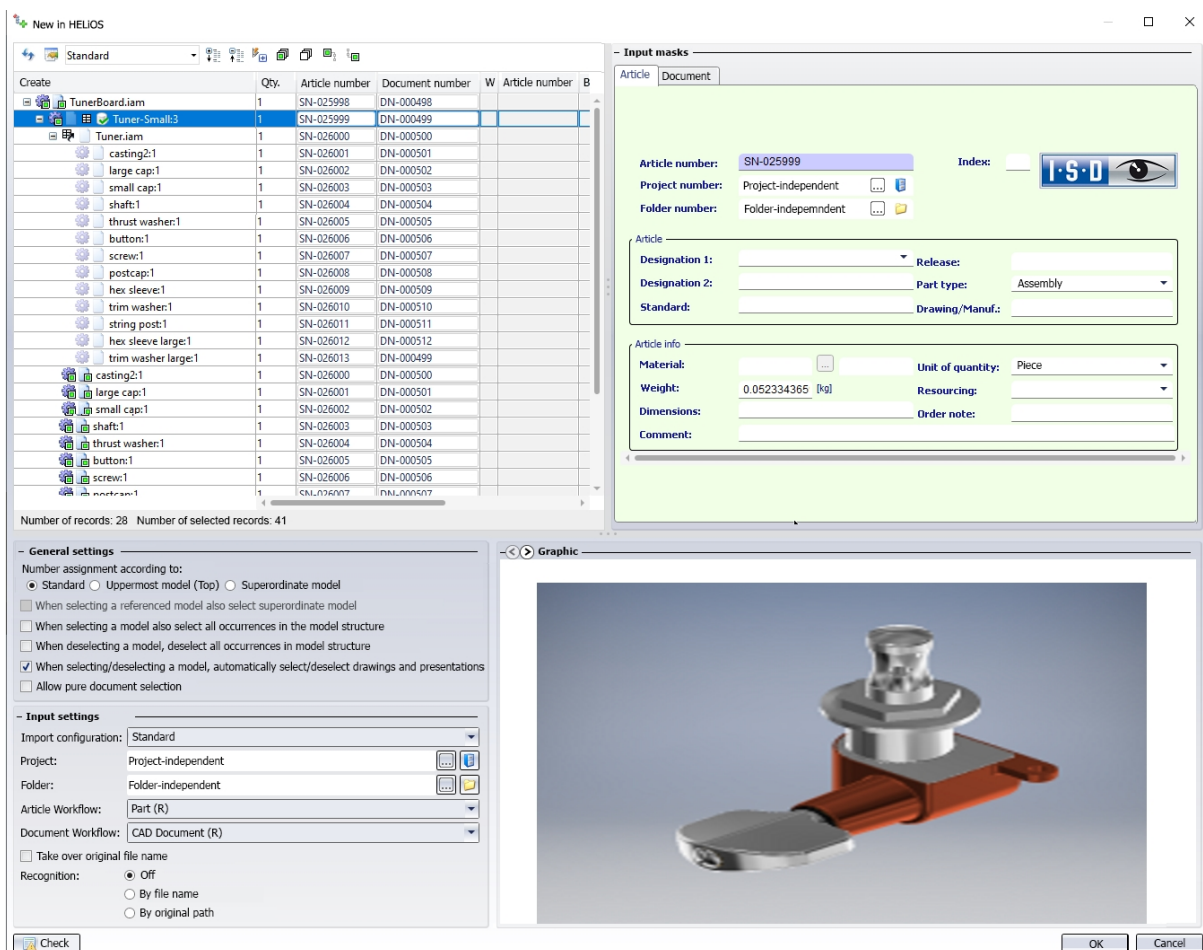 New in HELiOS
Standard
Create Qty. Article number Document number W Article number B
TunerBoard.iam 1 SN-025998 DN-000498
Tuner-Small:3 1 SN-025999 DN-000499
Tuner.iam 1 SN-026000 DN-000500
casting2:1 1 SN-026001 DN-000501
large cap:1 1 SN-026002 DN-000502
small cap:1 1 SN-026003 DN-000503
shaft:1 1 SN-026004 DN-000504
thrust washer:1 1 SN-026005 DN-000505
button:1 1 SN-026006 DN-000506
screw:1 1 SN-026007 DN-000507
postcap:1 1 SN-026008 DN-000508
hex sleeve:1 1 SN-026009 DN-000509
trim washer:1 1 SN-026010 DN-000510
string post:1 1 SN-026011 DN-000511
hex sleeve large:1 1 SN-026012 DN-000512
trim washer large:1 1 SN-026013 DN-000499
casting2:1 1 SN-026000 DN-000500
large cap:1 1 SN-026001 DN-000501
small cap:1 1 SN-026002 DN-000502
shaft:1 1 SN-026003 DN-000503
thrust washer:1 1 SN-026004 DN-000504
button:1 1 SN-026005 DN-000505
screw:1 1 SN-026006 DN-000506
postcap:1 1 SN-026007 DN-000507
Number of records: 28 Number of selected records: 41
Input masks
Article Document
Article number: SN-025999 Index: I·S·D
Project number: Project-independent ...
Folder number: Folder-indepemndent ...
Article
Designation 1: Release:
Designation 2: Part type: Assembly
Standard: Drawing/Manuf.:
Article info
Material: ... Unit of quantity: Piece
Weight: 0.052334365 [kg] Resourcing:
Dimensions: Order note:
Comment:
General settings
Number assignment according to:
Standard Uppermost model (Top) Superordinate model
When selecting a referenced model also select superordinate model
When selecting a model also select all occurrences in the model structure
When deselecting a model, deselect all occurrences in model structure
When selecting/deselecting a model, automatically select/deselect drawings and presentations
Allow pure document selection
Input settings
Import configuration: Standard
Project: Project-independent ...
Folder: Folder-independent ...
Article Workflow: Part (R)
Document Workflow: CAD Document (R)
Take over original file name
Recognition: Off
By file name
By original path
Graphic
Check OK Cancel